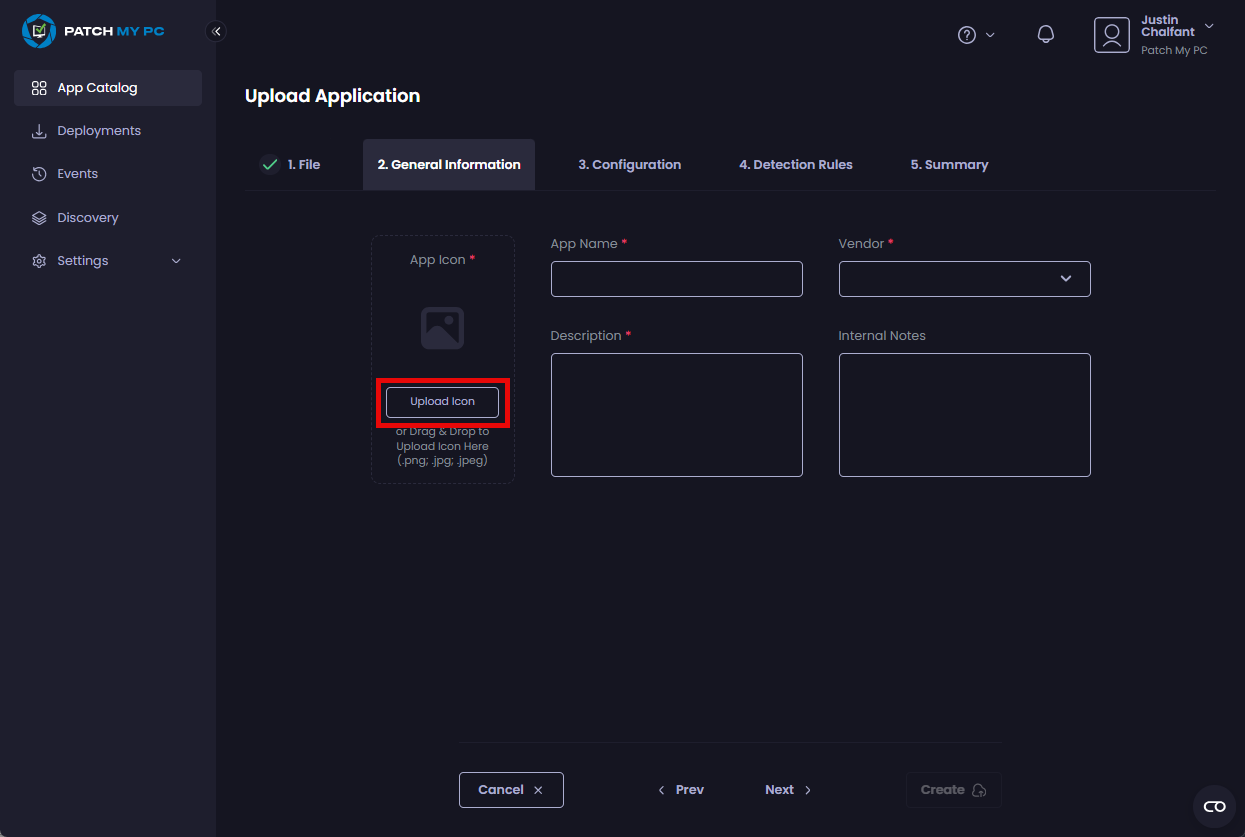 PATCH MY PC
Justin
Chalfant
Patch My PC
App Catalog
Deployments
Events
Discovery
Settings
Upload Application
1. File
2. General Information
3. Configuration
4. Detection Rules
5. Summary
App Icon *
Upload Icon
or Drag & Drop to
Upload Icon Here
(.png; .jpg; .jpeg)
App Name *
Vendor *
Description *
Internal Notes
Cancel
Prev
Next
Create